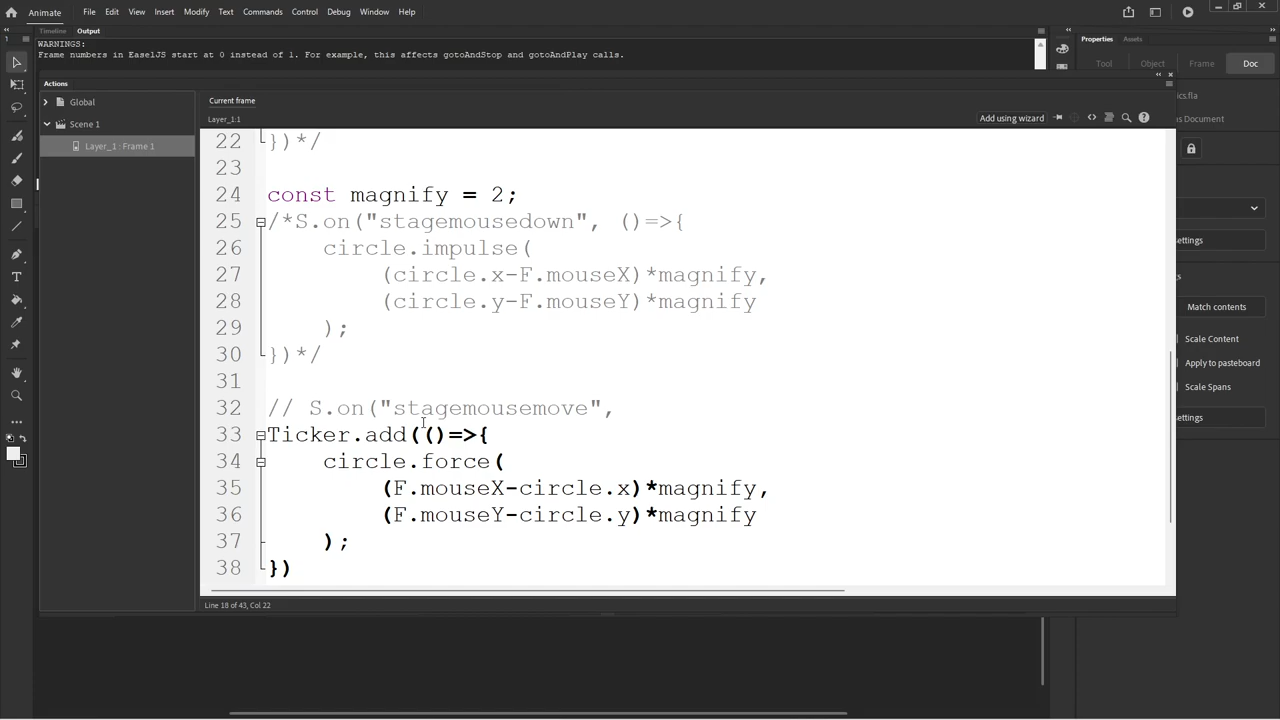 Animate File Edit View Insert Modify Text Commands Control Debug Window Help
Timeline Output
WARNINGS:
Frame numbers in EaselJS start at 0 instead of 1. For example, this affects gotoAndStop and gotoAndPlay calls.
Properties Assets
Tool Object Frame Doc
Actions
Global
Scene 1
Layer_1 : Frame 1
Current frame
Layer_1:1
Add using wizard
22 })*/
23
24 const magnify = 2;
25 /*S.on("stagemousedown", ()=>{
26 circle.impulse(
27 (circle.x-F.mouseX)*magnify,
28 (circle.y-F.mouseY)*magnify
29 );
30 })*/
31
32 // S.on("stagemousemove",
33 Ticker.add(()=>{
34 circle.force(
35 (F.mouseX-circle.x)*magnify,
36 (F.mouseY-circle.y)*magnify
37 );
38 })
Line 18 of 43, Col 22
ics.fla
s Document
ettings
s
Match contents
Scale Content
Apply to pasteboard
Scale Spans
ettings